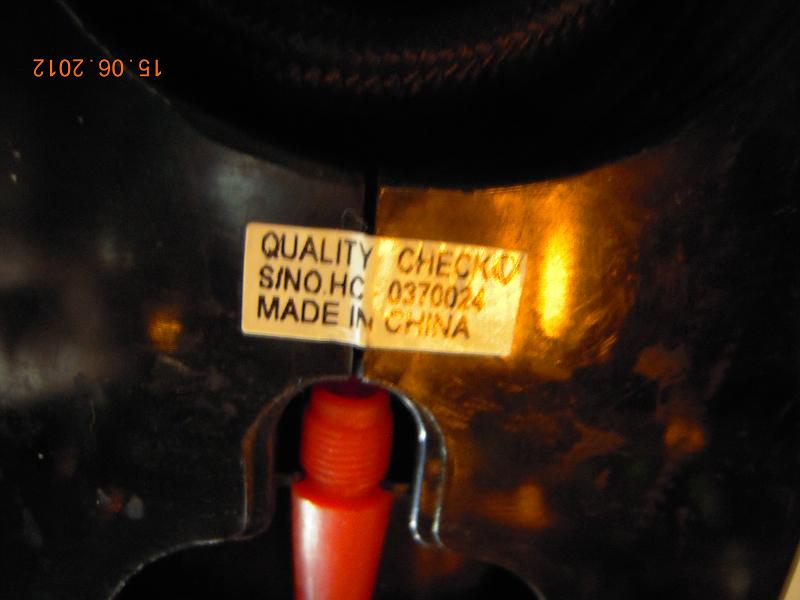 15.06.2012
QUALITY CHECK
S/NO.HC 0370024
MADE IN CHINA